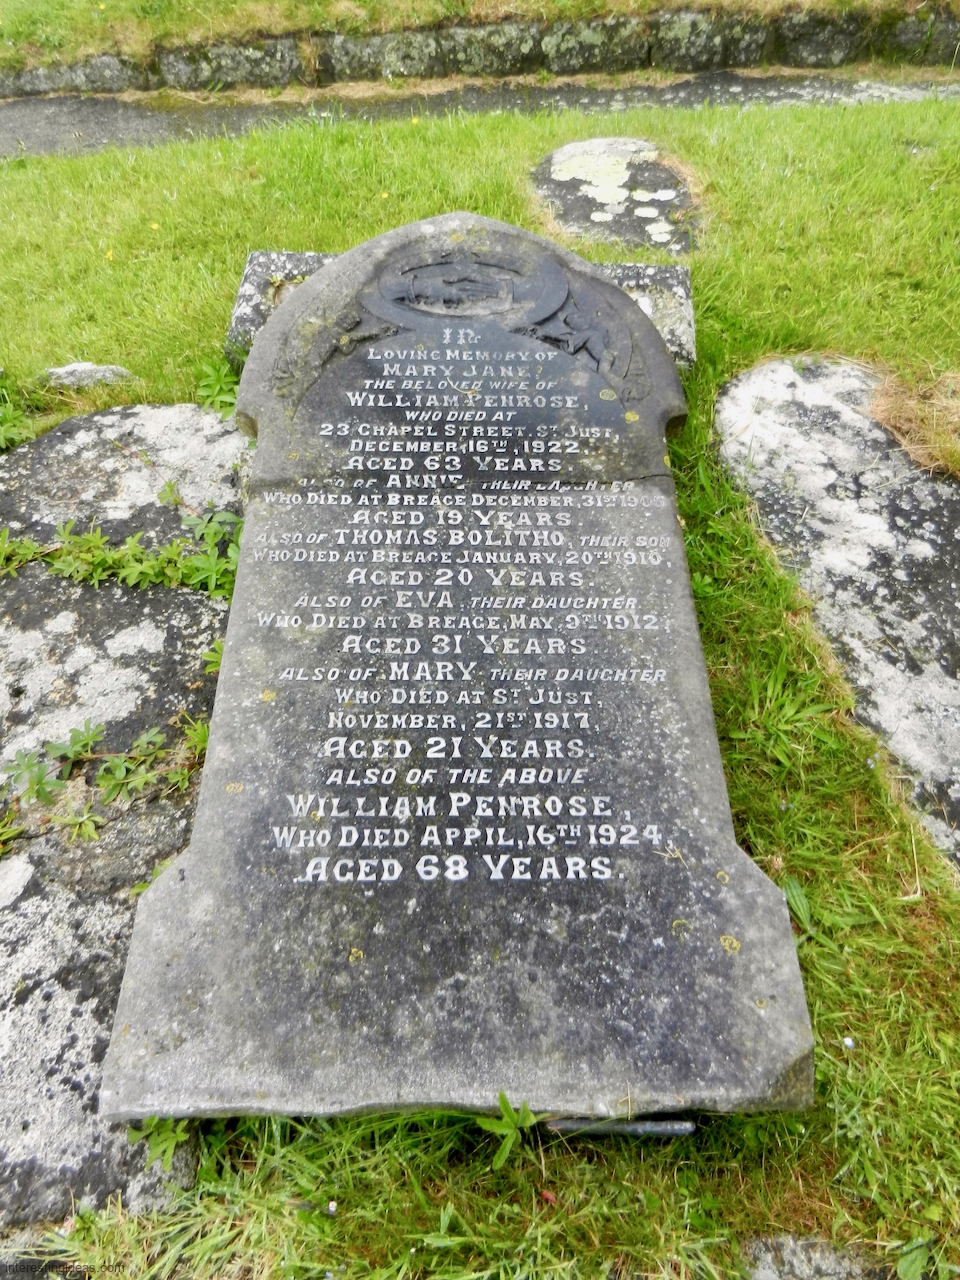 IN
LOVING MEMORY OF
MARY JANE,
THE BELOVED WIFE OF
WILLIAM PENROSE,
WHO DIED AT
23, CHAPEL STREET, ST JUST,
DECEMBER, 16TH, 1922,
AGED 63 YEARS.
ALSO OF ANNIE THEIR DAUGHTER
WHO DIED AT BREAGE DECEMBER, 31ST
AGED 19 YEARS.
ALSO OF THOMAS BOLITHO, THEIR SON
WHO DIED AT BREAGE JANUARY, 20TH 1910,
AGED 20 YEARS.
ALSO OF EVA THEIR DAUGHTER
WHO DIED AT BREAGE, MAY, 9TH 1912,
AGED 31 YEARS.
ALSO OF MARY THEIR DAUGHTER
WHO DIED AT ST JUST,
NOVEMBER, 21ST 1917,
AGED 21 YEARS.
ALSO OF THE ABOVE
WILLIAM PENROSE,
WHO DIED APRIL, 16TH 1924,
AGED 68 YEARS.
interestingideas.com